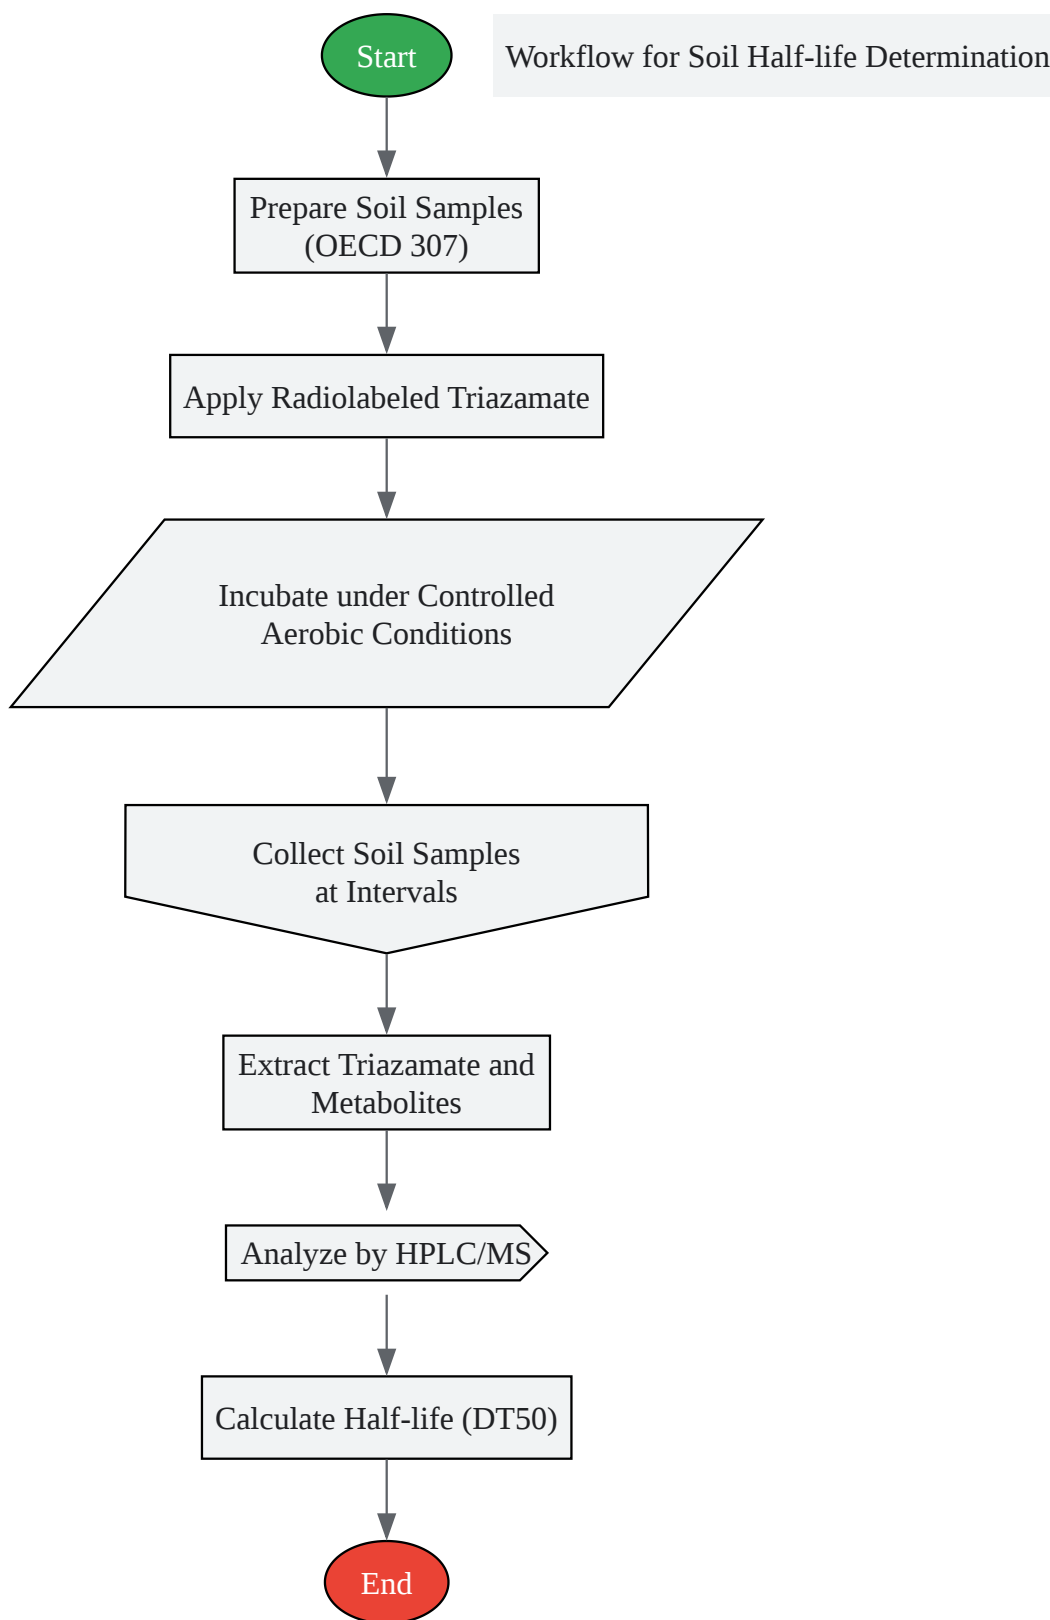 Start
Workflow for Soil Half-life Determination
Prepare Soil Samples
(OECD 307)
Apply Radiolabeled Triazamate
Incubate under Controlled
Aerobic Conditions
Collect Soil Samples
at Intervals
Extract Triazamate and
Metabolites
Analyze by HPLC/MS
Calculate Half-life (DT50)
End